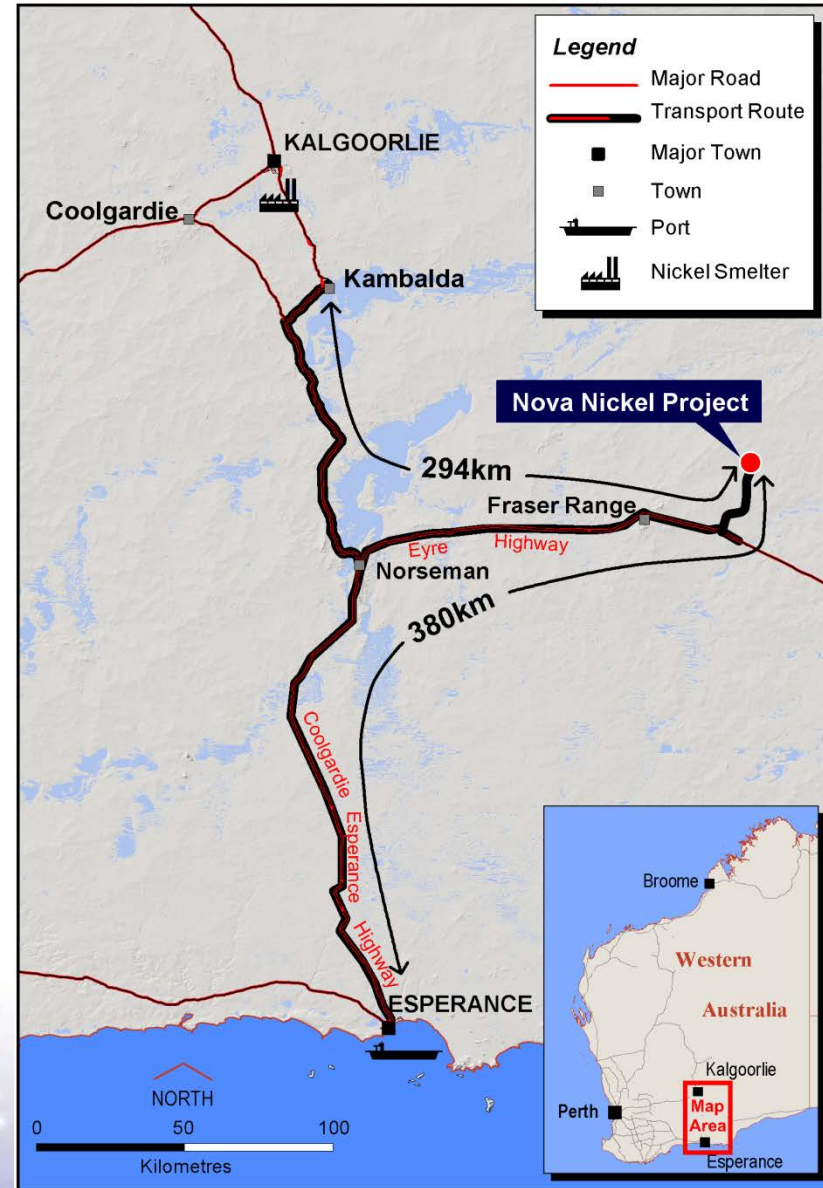 Legend
Major Road
Transport Route
Major Town
Town
Port
Nickel Smelter
KALGOORLIE
Coolgardie
Kambalda
Nova Nickel Project
294km
Fraser Range
Eyre Highway
Norseman
380km
Coolgardie Esperance Highway
ESPERANCE
NORTH
0 50 100
Kilometres
Broome
Western
Australia
Kalgoorlie
Perth
Map
Area
Esperance